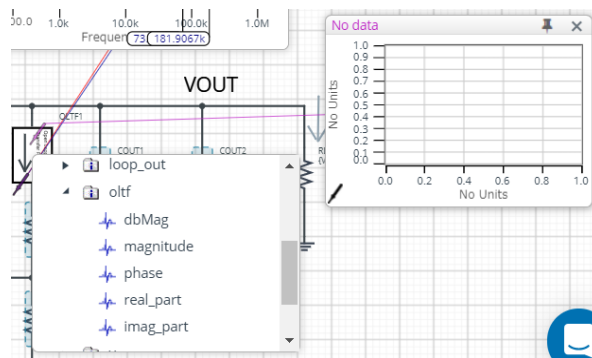 00.0 1.0k 10.0k 100.0k 1.0M
Frequen 73 181.9067k
No data
1.0
0.9
0.8
0.7
0.6
0.5
0.4
0.3
0.2
0.1
0.0
No Units
0.0 0.2 0.4 0.6 0.8 1.0
No Units
VOUT
OLTF1
COUT1
COUT2
loop_out
oltf
dbMag
magnitude
phase
real_part
imag_part